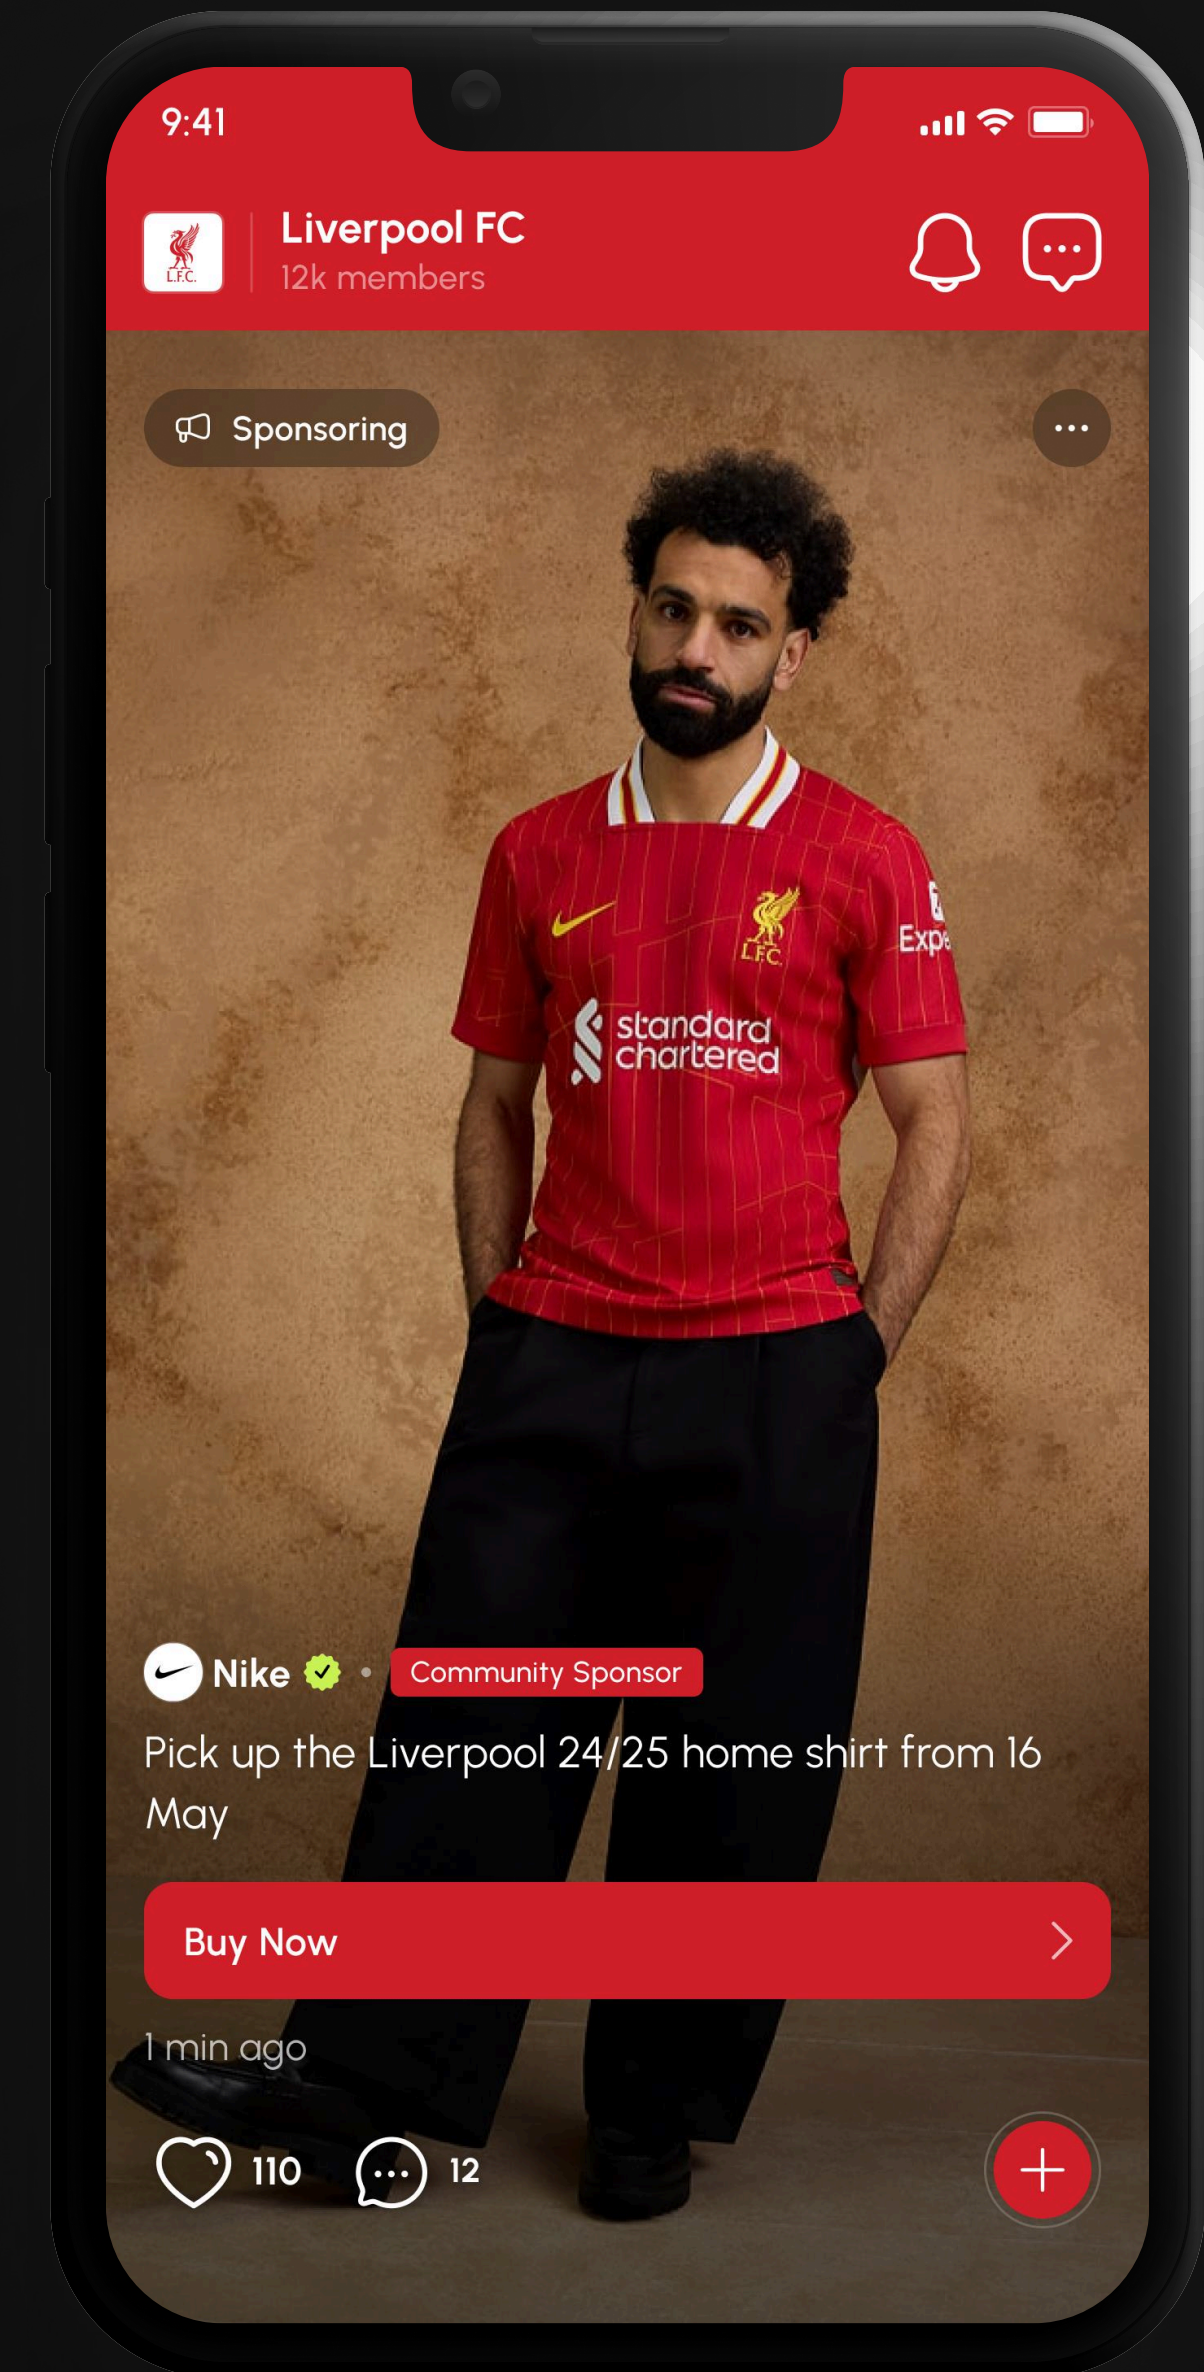 9:41
Liverpool FC
L.F.C.
12k members
Sponsoring
L.F.C.
standard
chartered
Nike
Community Sponsor
Pick up the Liverpool 24/25 home shirt from 16
May
Buy Now
1 min ago
110
12